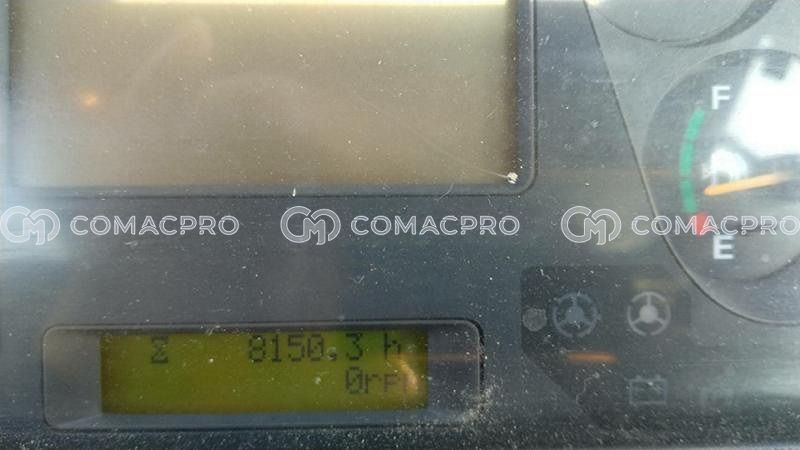 F
COMACPRO COMACPRO COMACPRO
E
Σ 8150.3 h
0rpm